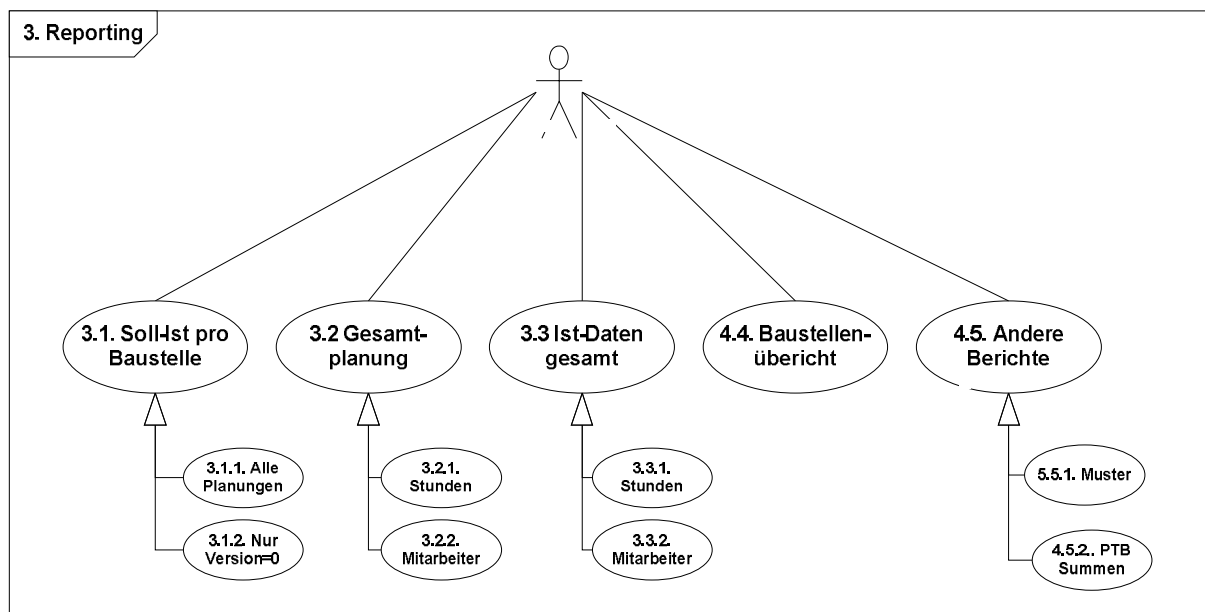 3. Reporting
3.1. Soll-Ist pro
Baustelle
3.2 Gesamt-
planung
3.3 Ist-Daten
gesamt
4.4. Baustellen-
übericht
4.5. Andere
Berichte
3.1.1. Alle
Planungen
3.1.2. Nur
Version=0
3.2.1.
Stunden
3.2.2.
Mitarbeiter
3.3.1.
Stunden
3.3.2.
Mitarbeiter
5.5.1. Muster
4.5.2. PTB
Summen